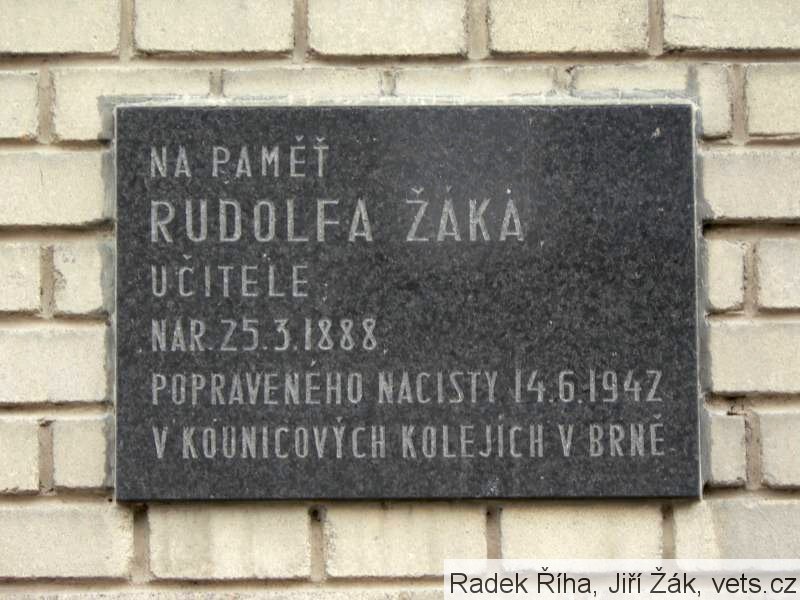 NA PAMĚŤ
RUDOLFA ŽÁKA
UČITELE
NAR. 25.3.1888
POPRAVENÉHO NACISTY 14.6.1942
V KOUNICOVÝCH KOLEJÍCH V BRNĚ
Radek Říha, Jiří Žák, vets.cz